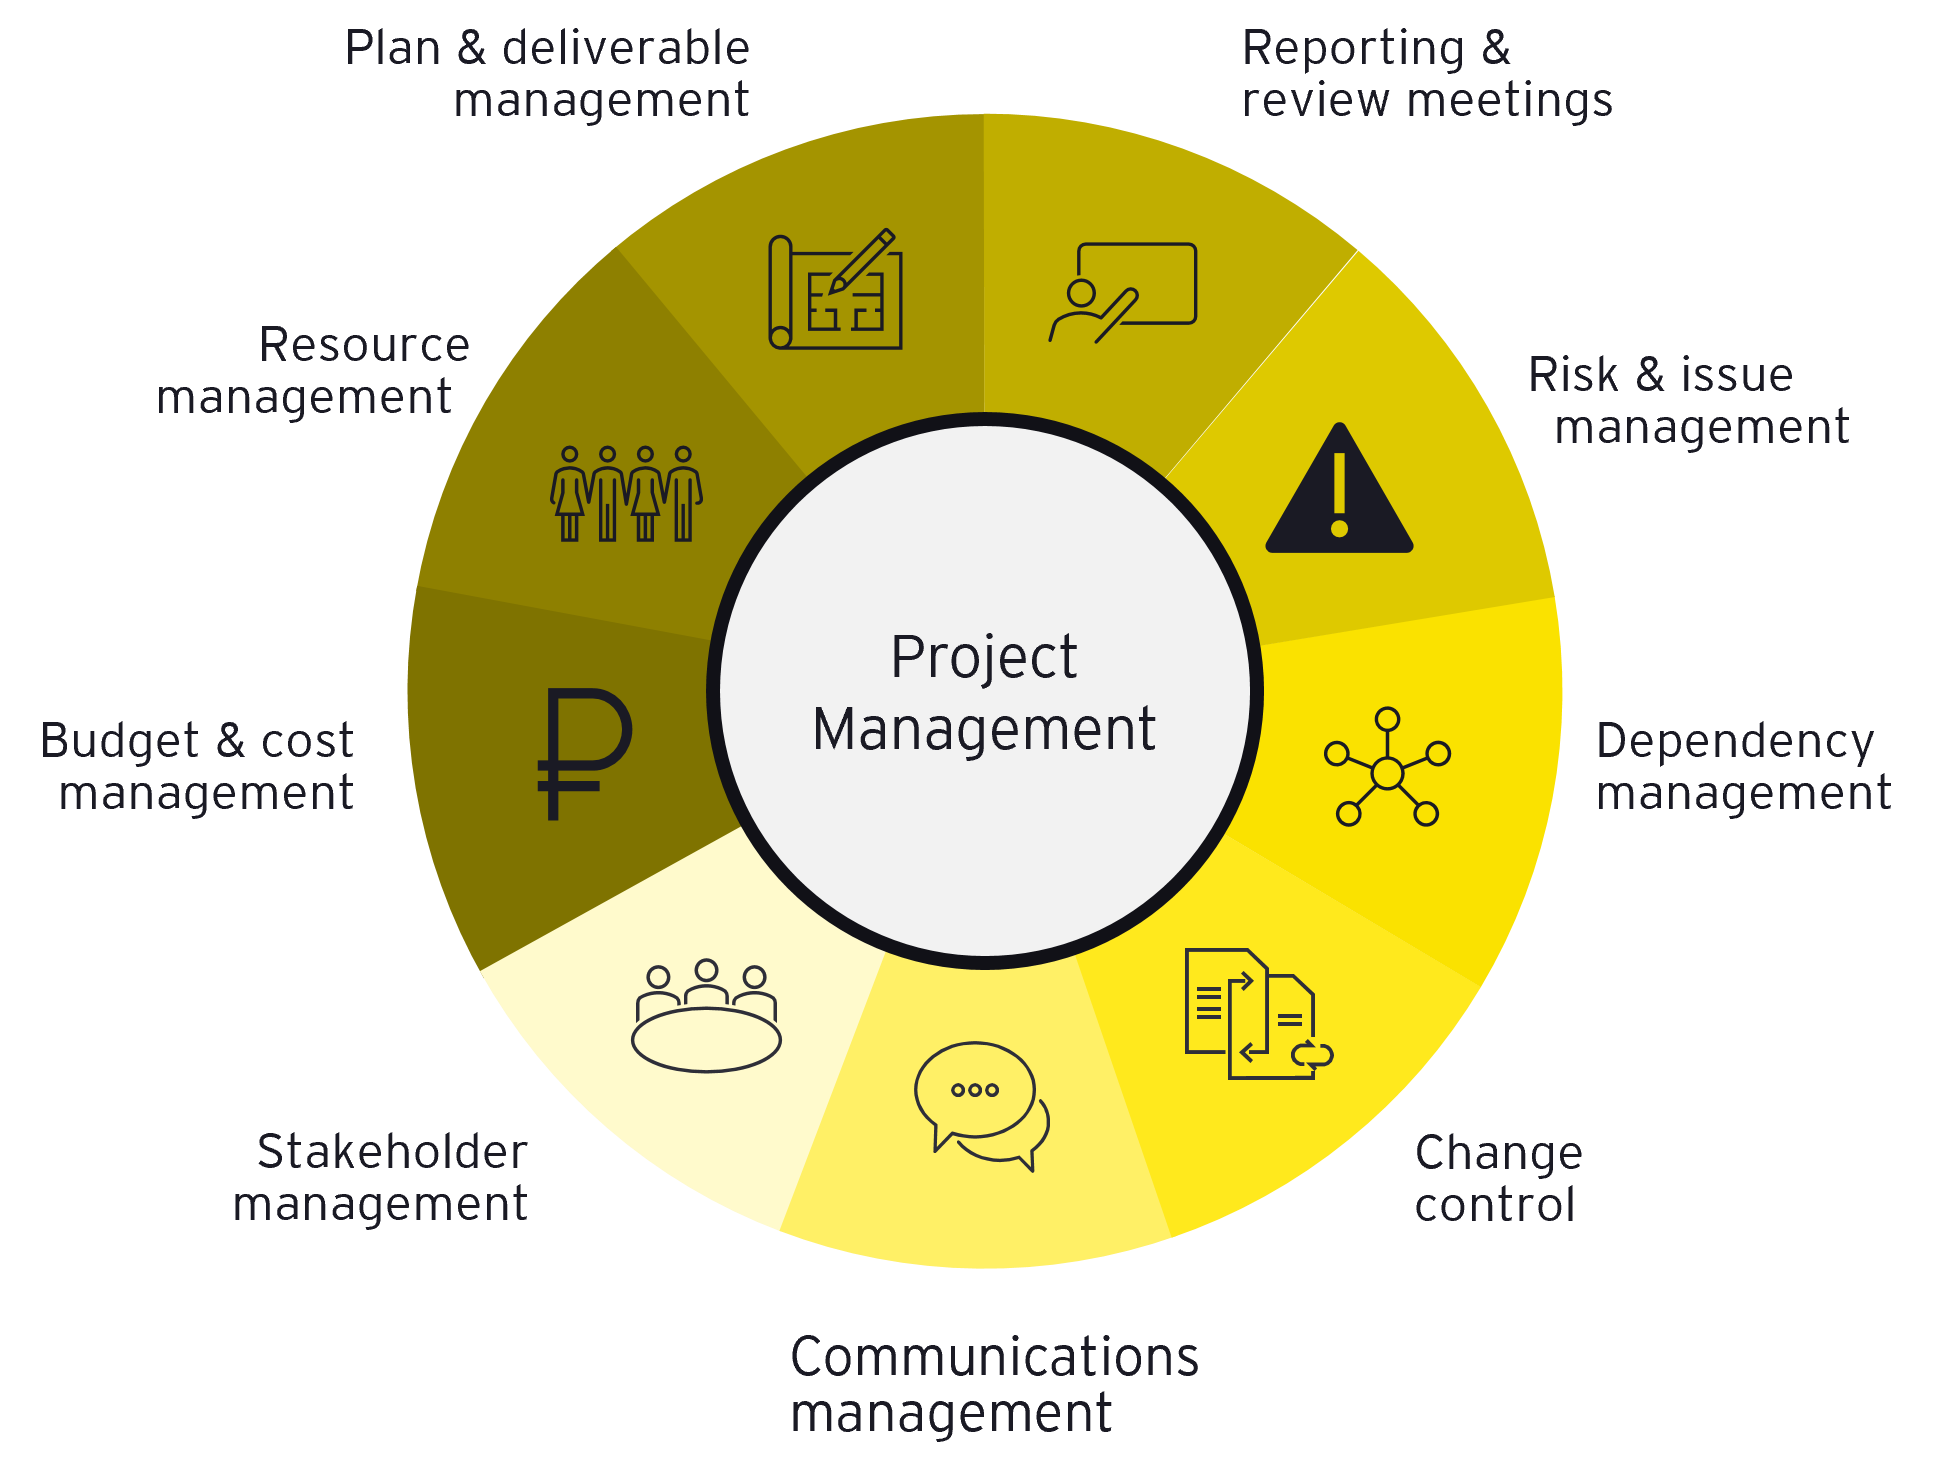 Plan & deliverable
management
Reporting &
review meetings
Resource
management
Risk & issue
management
Project
Management
Budget & cost
management
Dependency
management
Stakeholder
management
Change
control
Communications
management